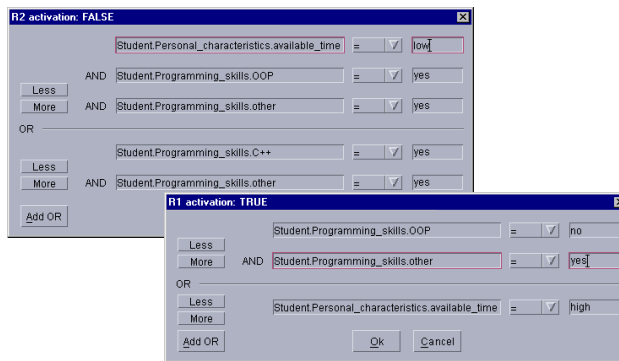 R2 activation: FALSE
Student.Personal_characteristics.available_time = low
AND Student.Programming_skills.OOP = yes
Less
More AND Student.Programming_skills.other = yes
OR
Student.Programming_skills.C++ = yes
Less
More AND Student.Programming_skills.other = yes
Add OR
R1 activation: TRUE
Student.Programming_skills.OOP = no
Less
More AND Student.Programming_skills.other = yes
OR
Less
Student.Personal_characteristics.available_time = high
More
Add OR Ok Cancel